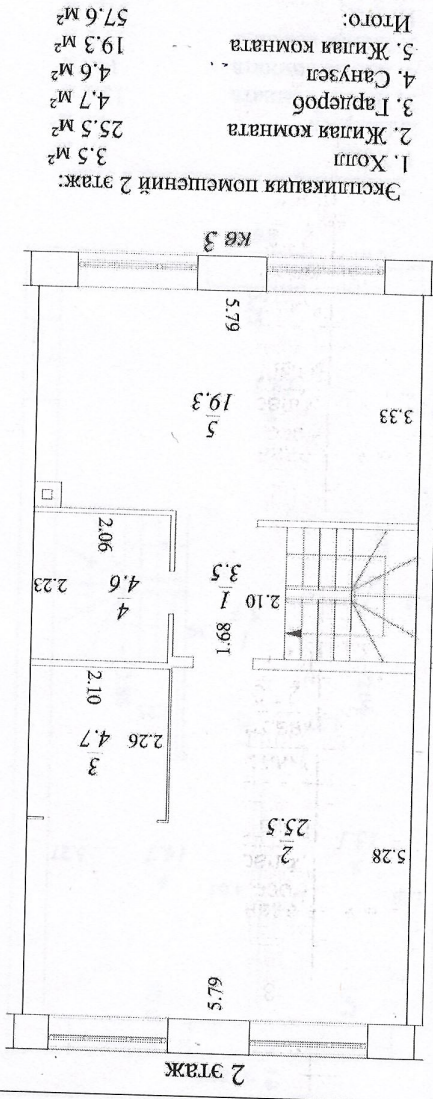 2 этаж
5.79
2
25.5
5.28
3
4.7
2.26
2.10
1.68
1
3.5
2.10
4
4.6
2.23
2.06
5
19.3
3.33
5.79
кв 3
Экспликация помещений 2 этаж:
1. Холл 3.5 м²
2. Жилая комната 25.5 м²
3. Гардероб 4.7 м²
4. Санузел 4.6 м²
5. Жилая комната 19.3 м²
Итого: 57.6 м²